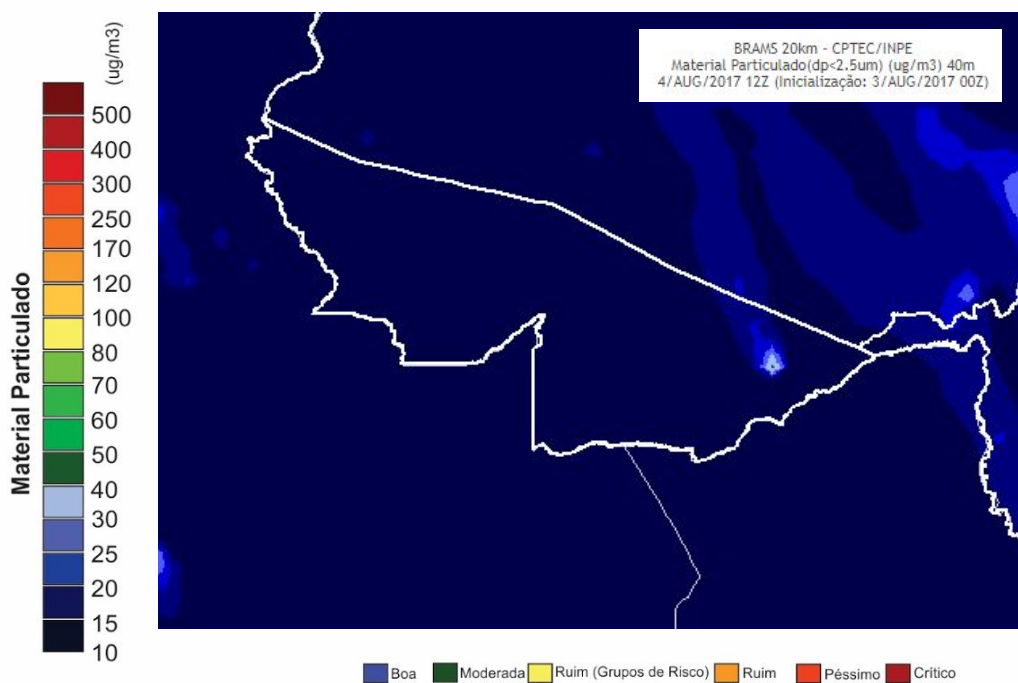 (ug/m3)
Material Particulado
500
400
300
250
170
120
100
80
70
60
50
40
30
25
20
15
10
BRAMS 20km - CPTEC/INPE
Material Particulado(dp<2.5um) (ug/m3) 40m
4/AUG/2017 12Z (Inicialização: 3/AUG/2017 00Z)
Boa Moderada Ruim (Grupos de Risco) Ruim Péssimo Crítico